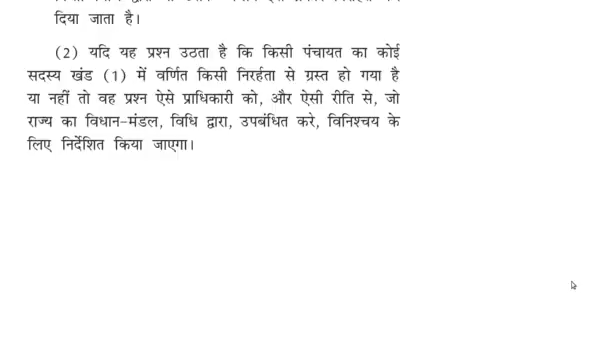 दिया जाता है।
(2) यदि यह प्रश्न उठता है कि किसी पंचायत का कोई
सदस्य खंड (1) में वर्णित किसी निरर्हता से ग्रस्त हो गया है
या नहीं तो वह प्रश्न ऐसे प्राधिकारी को, और ऐसी रीति से, जो
राज्य का विधान-मंडल, विधि द्वारा, उपबंधित करे, विनिश्चय के
लिए निर्देशित किया जाएगा।